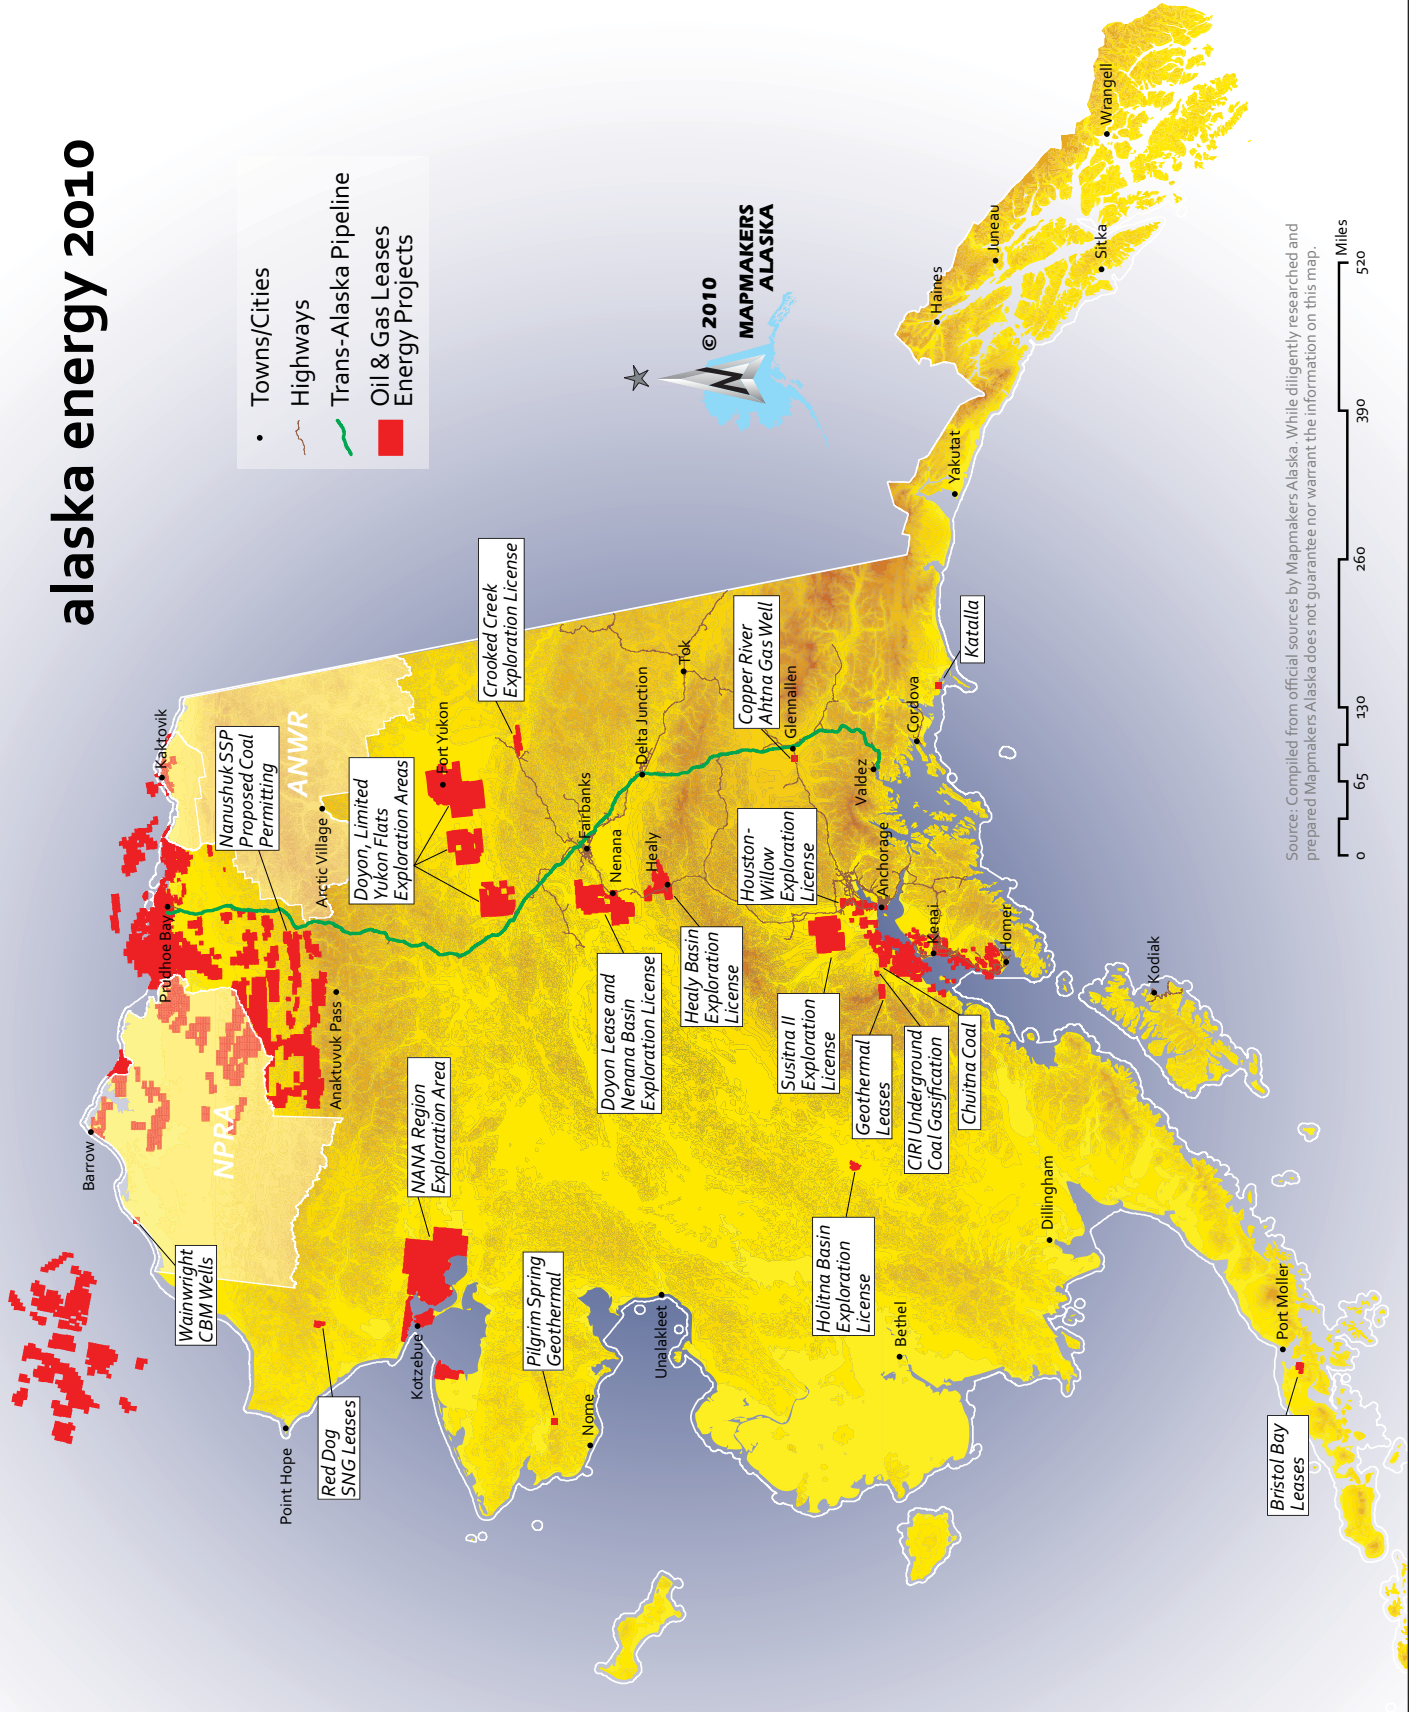 alaska energy 2010
Towns/Cities
Highways
Trans-Alaska Pipeline
Oil & Gas Leases
Energy Projects
© 2010
MAPMAKERS
ALASKA
N
Barrow
Wainwright
CBM Wells
NPRA
Prudhoe Bay
Kaktovik
ANWR
Nanushuk SSP
Proposed Coal
Permitting
Point Hope
Red Dog
SNG Leases
Anaktuvuk Pass
Arctic Village
Doyon, Limited
Yukon Flats
Exploration Areas
Fort Yukon
Kotzebue
NANA Region
Exploration Area
Crooked Creek
Exploration License
Pilgrim Spring
Geothermal
Nome
Fairbanks
Nenana
Doyon Lease and
Nenana Basin
Exploration License
Delta Junction
Healy
Tok
Unalakleet
Healy Basin
Exploration
License
Copper River
Ahtna Gas Well
Glennallen
Houston-
Willow
Exploration
License
Susitna II
Exploration
License
Holitna Basin
Exploration
License
Geothermal
Leases
Valdez
Anchorage
Cordova
Katalla
CIRI Underground
Coal Gasification
Chuitna Coal
Kenai
Homer
Bethel
Dillingham
Yakutat
Haines
Juneau
Sitka
Wrangell
Kodiak
Port Moller
Bristol Bay
Leases
Source: Compiled from official sources by Mapmakers Alaska. While diligently researched and
prepared Mapmakers Alaska does not guarantee nor warrant the information on this map.
Miles
0 65 130 260 390 520